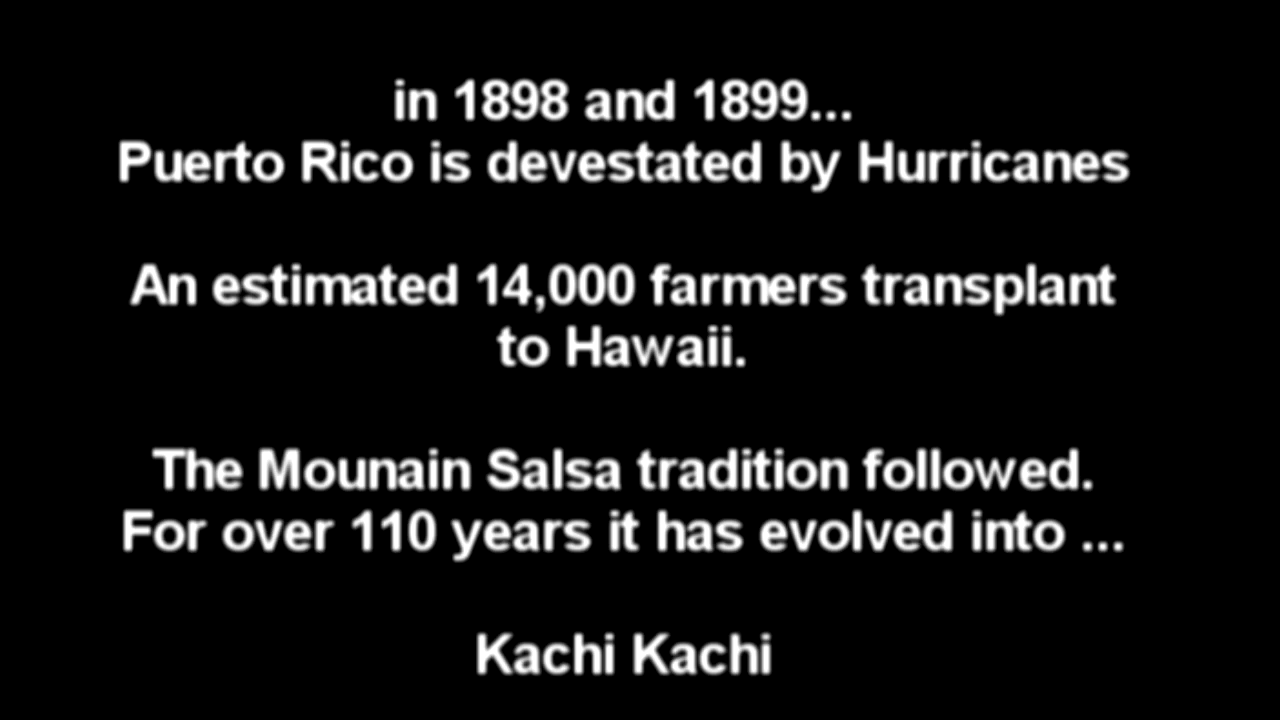 in 1898 and 1899...
Puerto Rico is devestated by Hurricanes
An estimated 14,000 farmers transplant
to Hawaii.
The Mounain Salsa tradition followed.
For over 110 years it has evolved into ...
Kachi Kachi